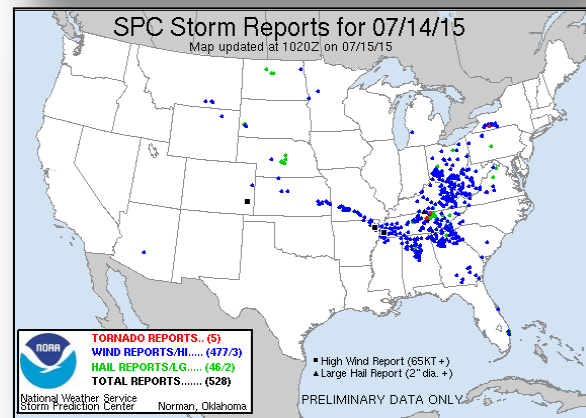 SPC Storm Reports for 07/14/15
Map updated at 1020Z on 07/15/15
TORNADO REPORTS.. (5)
WIND REPORTS/HI..... (477/3)
HAIL REPORTS/LG..... (46/2)
TOTAL REPORTS....... (528)
NOAA
National Weather Service
Storm Prediction Center Norman, Oklahoma
High Wind Report (65KT +)
Large Hail Report (2" dia. +)
PRELIMINARY DATA ONLY